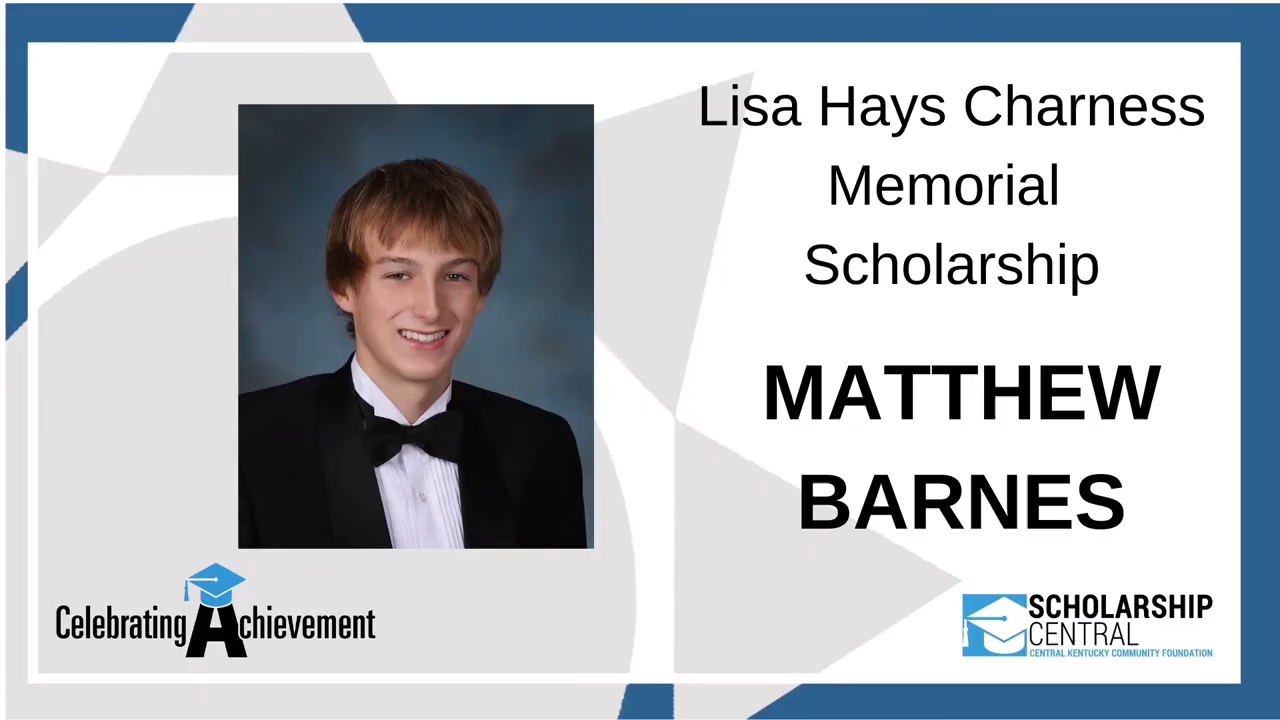 Lisa Hays Charness
Memorial
Scholarship
MATTHEW
BARNES
Celebrating Achievement
SCHOLARSHIP
CENTRAL
CENTRAL KENTUCKY COMMUNITY FOUNDATION